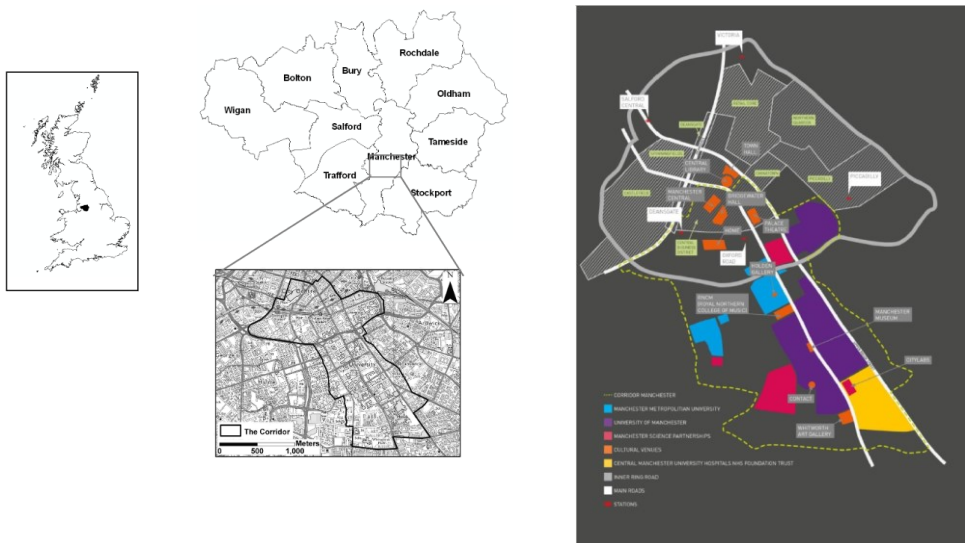 Rochdale
Bury
Bolton
Oldham
Wigan
Salford
Tameside
Manchester
Trafford
Stockport
N
City Centre
University
The Corridor
Meters
0 500 1,000
VICTORIA
SALFORD
CENTRAL
TOWN
HALL
CENTRAL
LIBRARY
PICCADILLY
PICCADILLY
MANCHESTER
CENTRAL
BRIDGEWATER
HALL
DEANSGATE
HOME
PALACE
THEATRE
OXFORD
ROAD
HOLDEN
GALLERY
RNCM
(ROYAL NORTHERN
COLLEGE OF MUSIC)
MANCHESTER
MUSEUM
CITYLABS
CONTACT
WHITWORTH
ART GALLERY
CORRIDOR MANCHESTER
MANCHESTER METROPOLITAN UNIVERSITY
UNIVERSITY OF MANCHESTER
MANCHESTER SCIENCE PARTNERSHIPS
CULTURAL VENUES
CENTRAL MANCHESTER UNIVERSITY HOSPITALS NHS FOUNDATION TRUST
INNER RING ROAD
MAIN ROADS
STATIONS